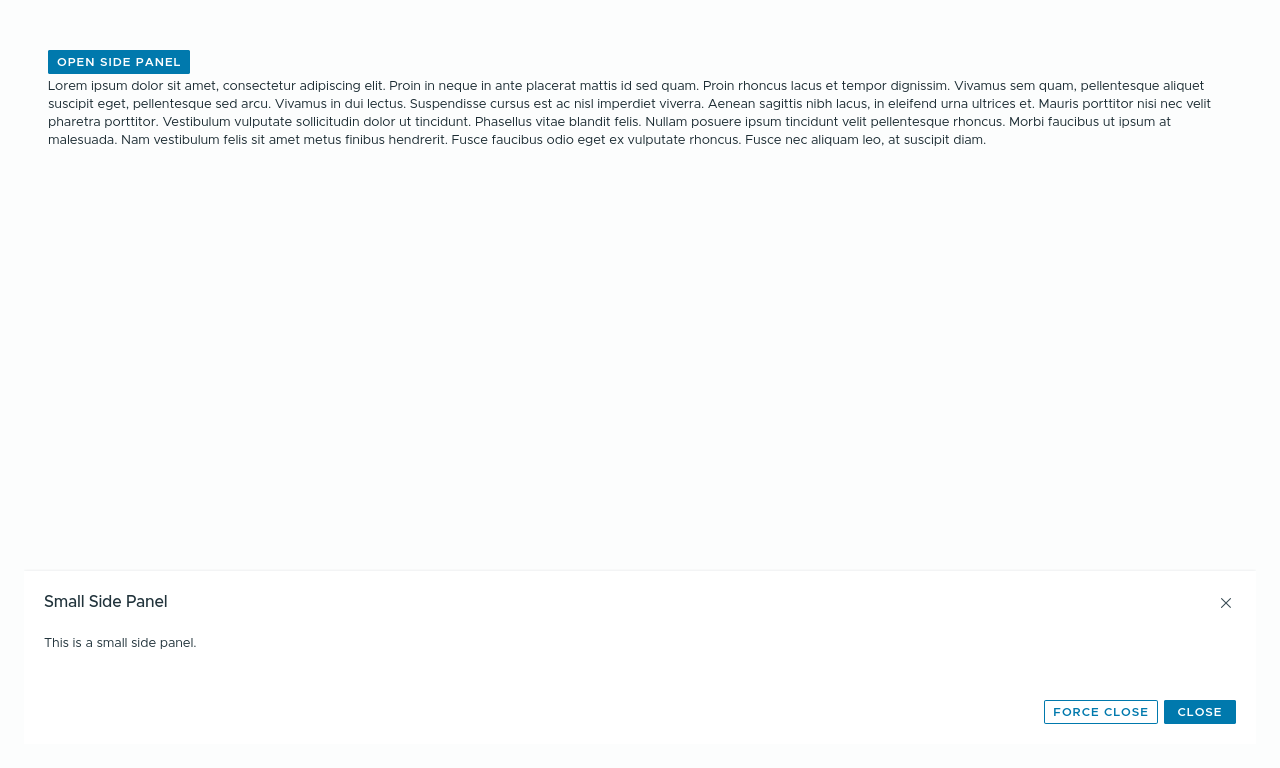 OPEN SIDE PANEL
Lorem ipsum dolor sit amet, consectetur adipiscing elit. Proin in neque in ante placerat mattis id sed quam. Proin rhoncus lacus et tempor dignissim. Vivamus sem quam, pellentesque aliquet
suscipit eget, pellentesque sed arcu. Vivamus in dui lectus. Suspendisse cursus est ac nisl imperdiet viverra. Aenean sagittis nibh lacus, in eleifend urna ultrices et. Mauris porttitor nisi nec velit
pharetra porttitor. Vestibulum vulputate sollicitudin dolor ut tincidunt. Phasellus vitae blandit felis. Nullam posuere ipsum tincidunt velit pellentesque rhoncus. Morbi faucibus ut ipsum at
malesuada. Nam vestibulum felis sit amet metus finibus hendrerit. Fusce faucibus odio eget ex vulputate rhoncus. Fusce nec aliquam leo, at suscipit diam.
Small Side Panel
This is a small side panel.
FORCE CLOSE
CLOSE